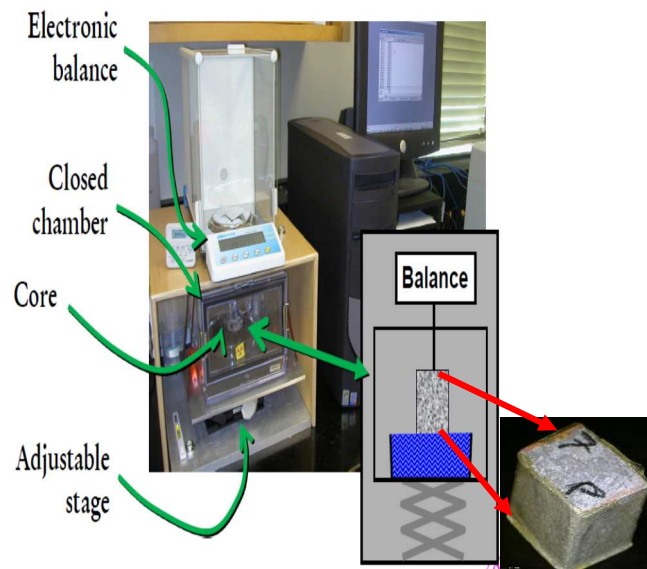 Electronic
balance
Closed
chamber
Core
Adjustable
stage
Balance